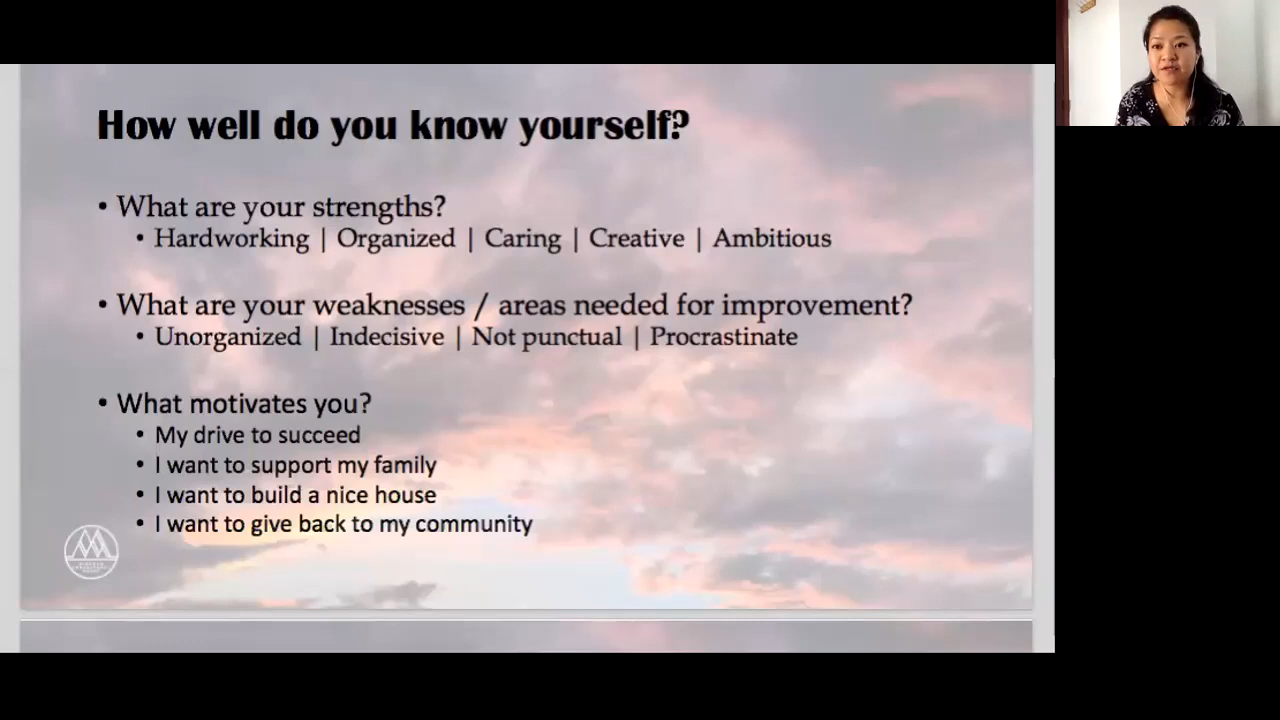 How well do you know yourself?
• What are your strengths?
• Hardworking | Organized | Caring | Creative | Ambitious
• What are your weaknesses / areas needed for improvement?
• Unorganized | Indecisive | Not punctual | Procrastinate
• What motivates you?
• My drive to succeed
• I want to support my family
• I want to build a nice house
• I want to give back to my community